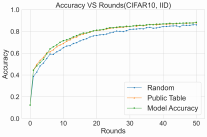 Accuracy VS Rounds(CIFAR10, IID)
1.0
0.8
0.6
0.4
0.2
0.0
Accuracy
Random
Public Table
Model Accuracy
0 10 20 30 40 50
Rounds